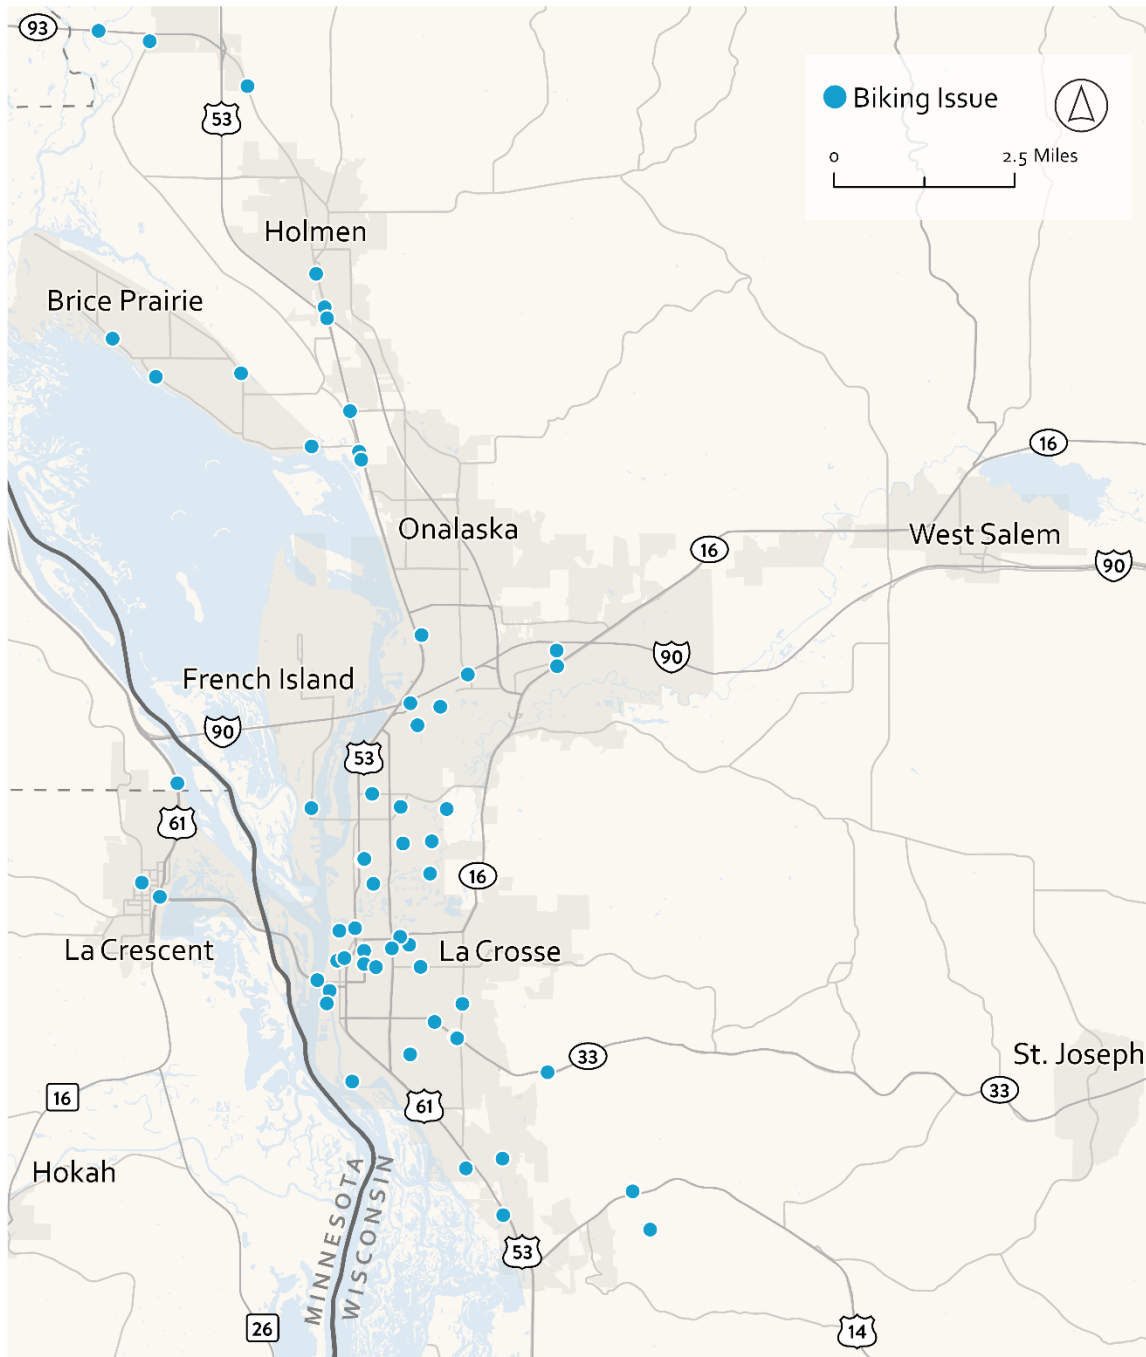 93
Biking Issue
53
0 2.5 Miles
Holmen
Brice Prairie
16
Onalaska
West Salem
16
90
90
French Island
90
53
61
16
La Crescent
La Crosse
33
St. Joseph
33
16
61
Hokah
MINNESOTA
WISCONSIN
53
26
14